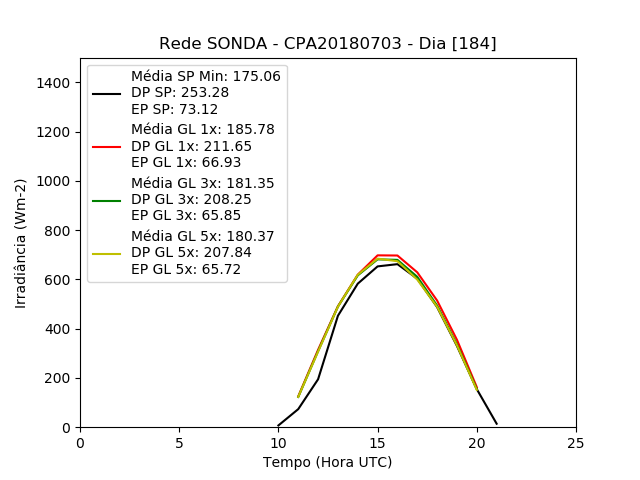 Rede SONDA - CPA20180703 - Dia [184]
Irradiância (Wm-2)
1400
1200
1000
800
600
400
200
0
Média SP Min: 175.06
DP SP: 253.28
EP SP: 73.12
Média GL 1x: 185.78
DP GL 1x: 211.65
EP GL 1x: 66.93
Média GL 3x: 181.35
DP GL 3x: 208.25
EP GL 3x: 65.85
Média GL 5x: 180.37
DP GL 5x: 207.84
EP GL 5x: 65.72
0 5 10 15 20 25
Tempo (Hora UTC)